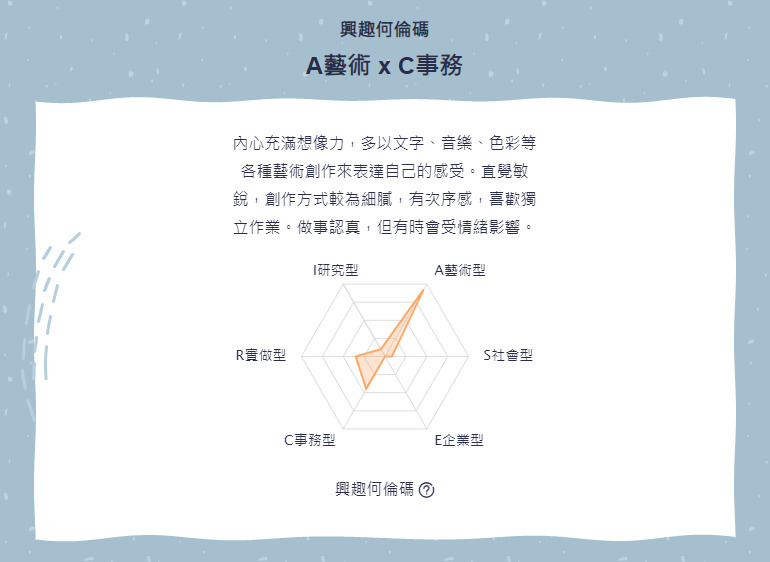 興趣何倫碼
A藝術 x C事務
內心充滿想像力，多以文字、音樂、色彩等
各種藝術創作來表達自己的感受。直覺敏
銳，創作方式較為細膩，有次序感，喜歡獨
立作業。做事認真，但有時會受情緒影響。
I研究型
A藝術型
R實做型
S社會型
C事務型
E企業型
興趣何倫碼 ?